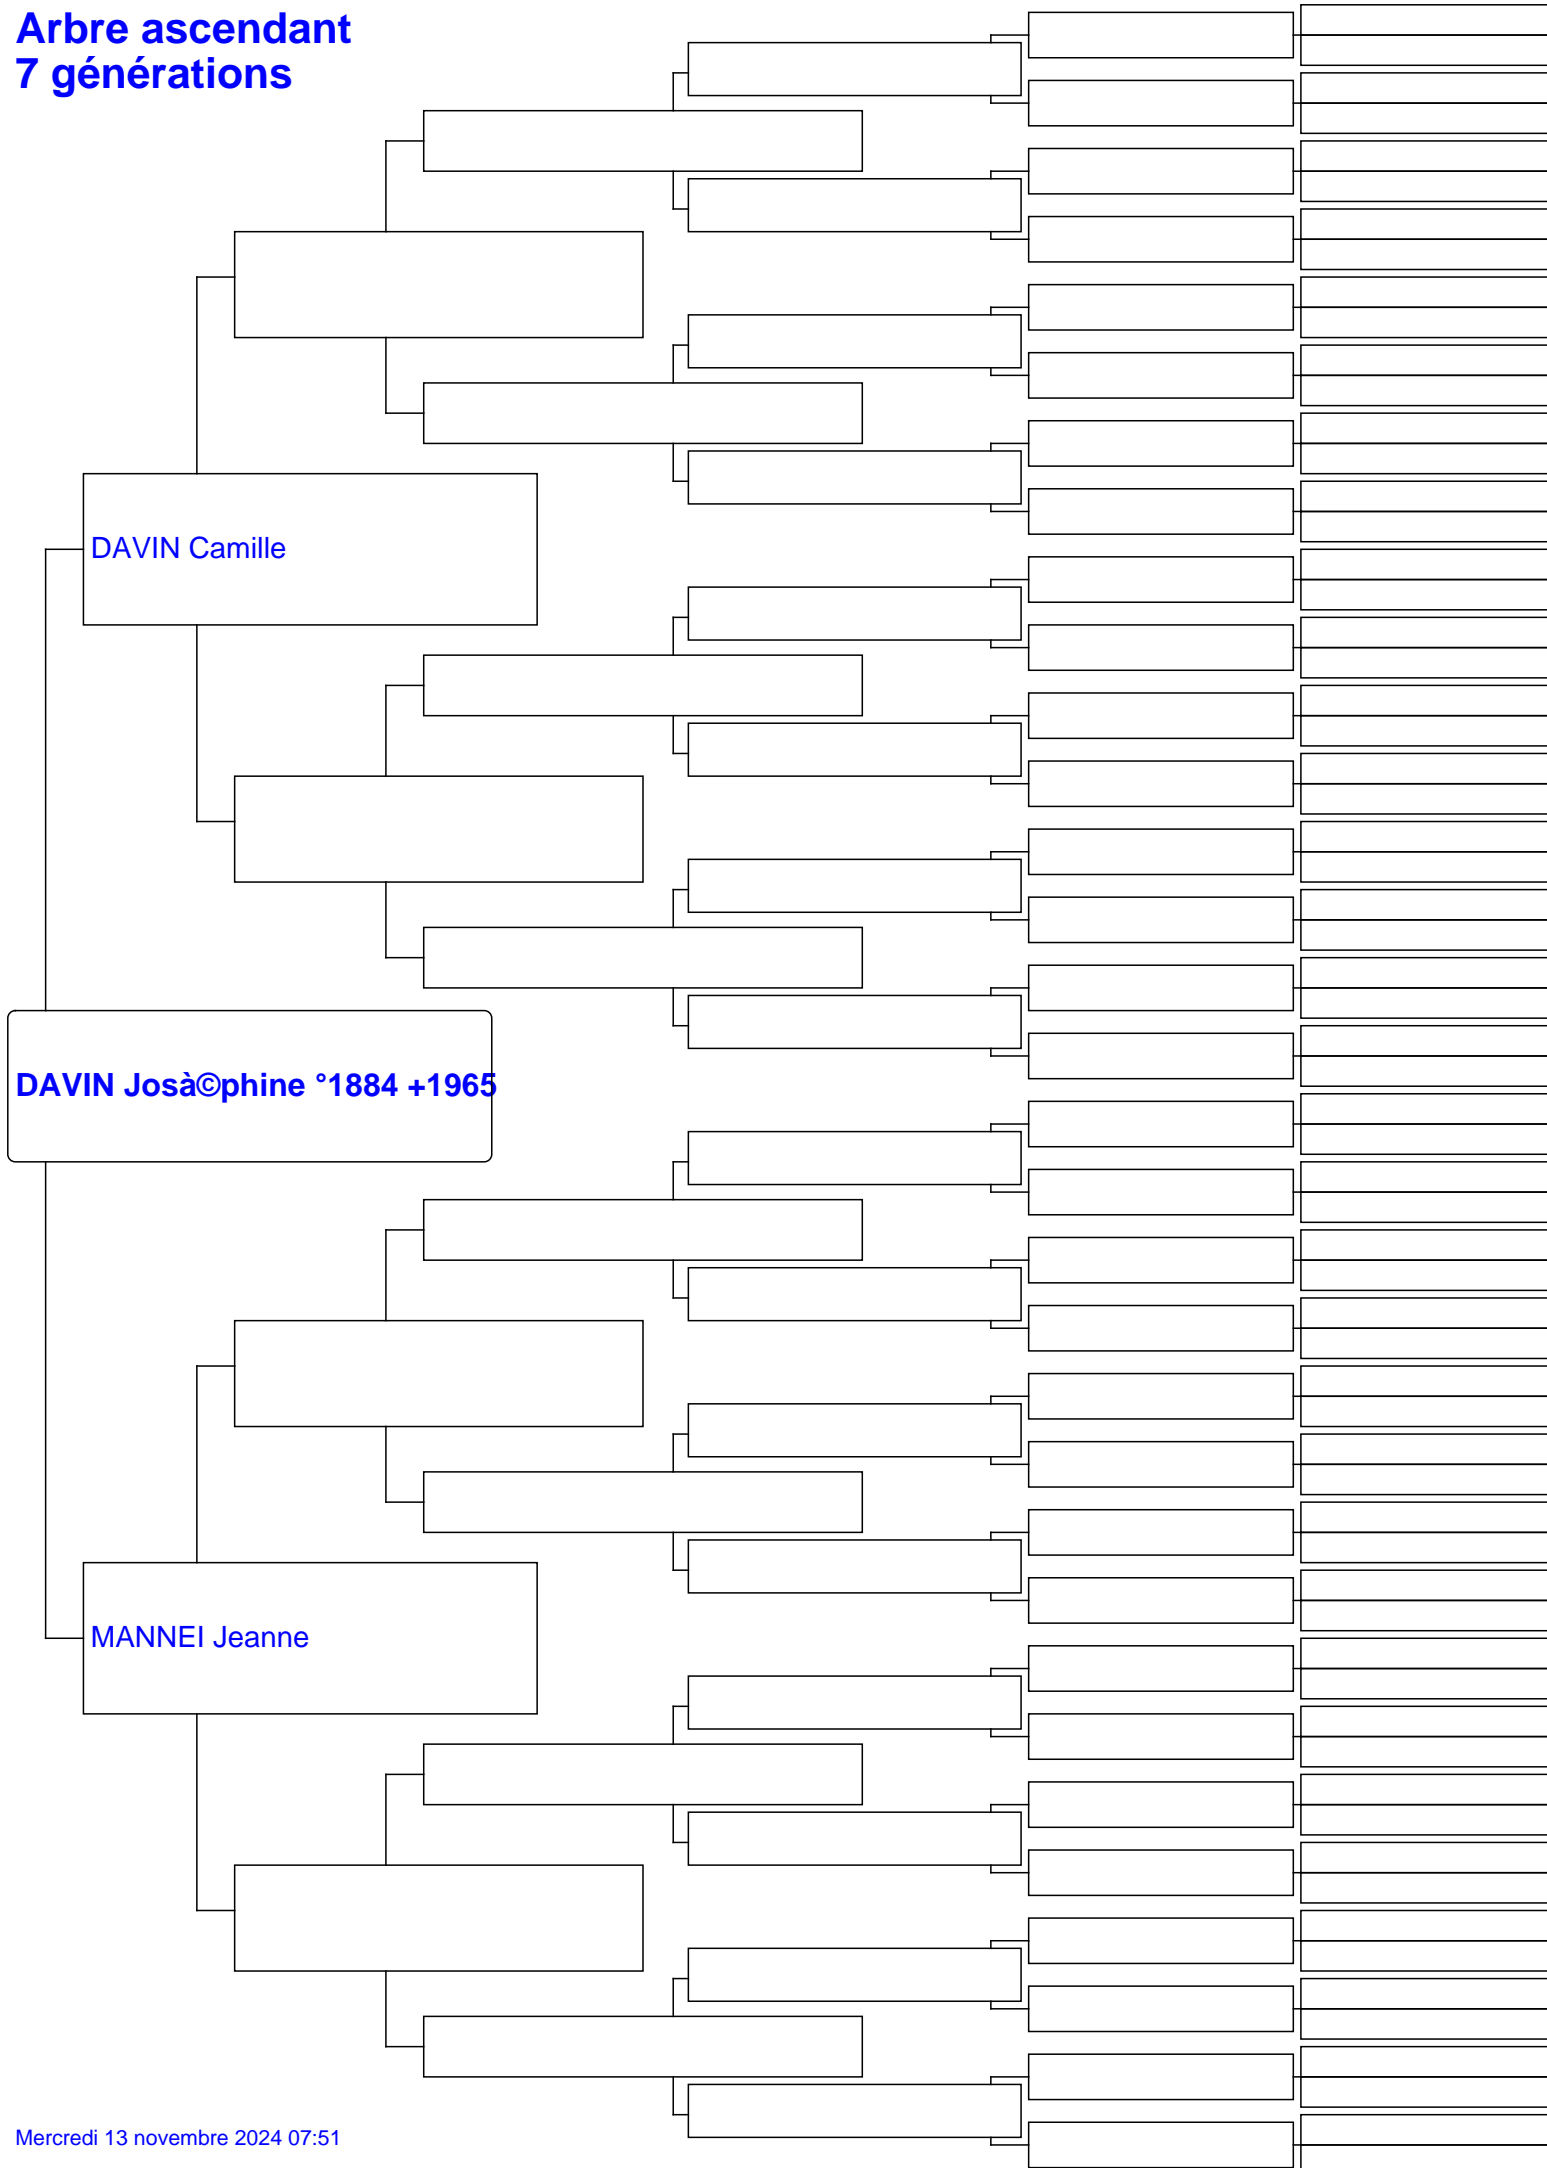 Arbre ascendant
7 générations
DAVIN Camille
DAVIN Josà©phine °1884 +1965
MANNEI Jeanne
Mercredi 13 novembre 2024 07:51